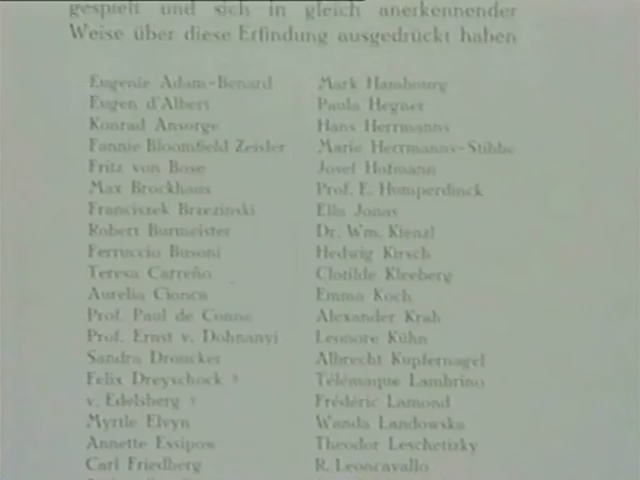 gespielt und sich in gleich anerkennender
Weise über diese Erfindung ausgedrückt haben
Eugenie Adam-Benard
Eugen d'Albert
Konrad Ansorge
Fannie Bloomfield Zeisler
Fritz von Bose
Max Brockhaus
Franciszek Brzezinski
Robert Burmeister
Ferruccio Busoni
Teresa Carreño
Aurelia Cionca
Prof. Paul de Conne
Prof. Ernst v. Dohnanyi
Sandra Droucker
Felix Dreyschock †
v. Edelsberg †
Myrtle Elvyn
Annette Essipow
Carl Friedberg
Mark Hambourg
Paula Hegner
Hans Herrmanns
Marie Herrmanns-Stibbe
Josef Hofmann
Prof. E. Humperdinck
Ella Jonas
Dr. Wm. Kienzl
Hedwig Kirsch
Clotilde Kleeberg
Emma Koch
Alexander Krah
Leonore Kühn
Albrecht Kupfernagel
Télémaque Lambrino
Frédéric Lamond
Wanda Landowska
Theodor Leschetizky
R. Leoncavallo